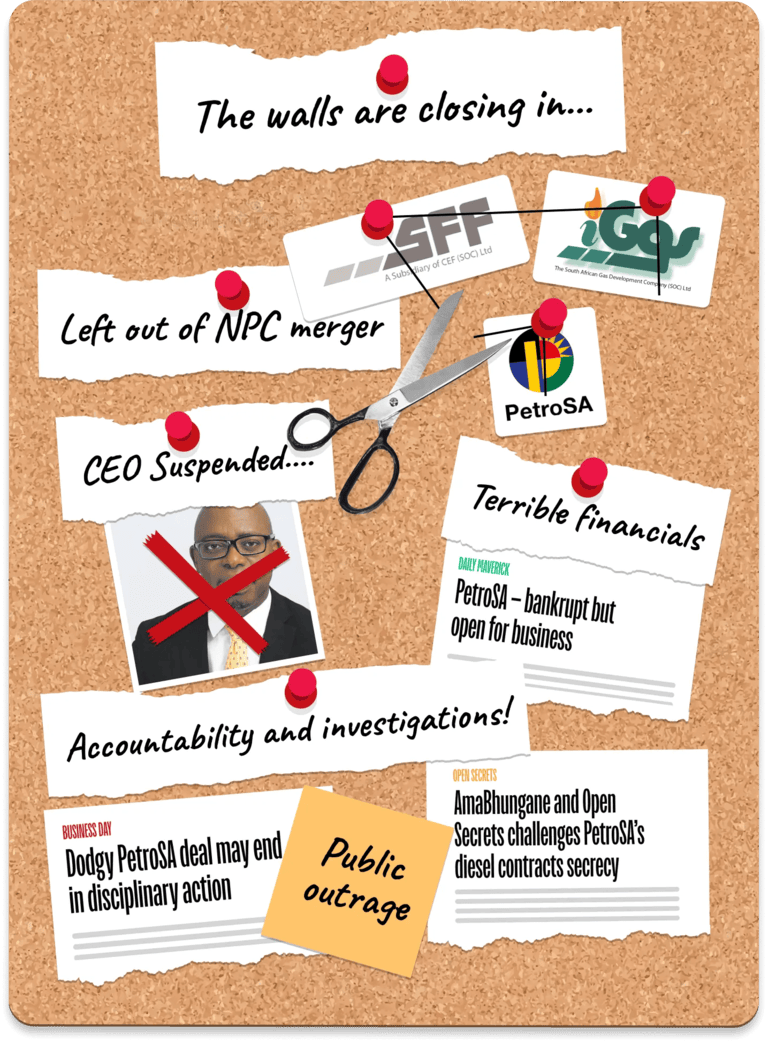 The walls are closing in...
SFF
A Subsidiary of CEF (SOC) Ltd
iGas
The South African Gas Development Company (SOC) Ltd
Left out of NPC merger
PetroSA
CEO Suspended....
Terrible financials
DAILY MAVERICK
PetroSA – bankrupt but
open for business
Accountability and investigations!
BUSINESS DAY
Dodgy PetroSA deal may end
in disciplinary action
Public
outrage
OPEN SECRETS
AmaBhungane and Open
Secrets challenges PetroSA's
diesel contracts secrecy